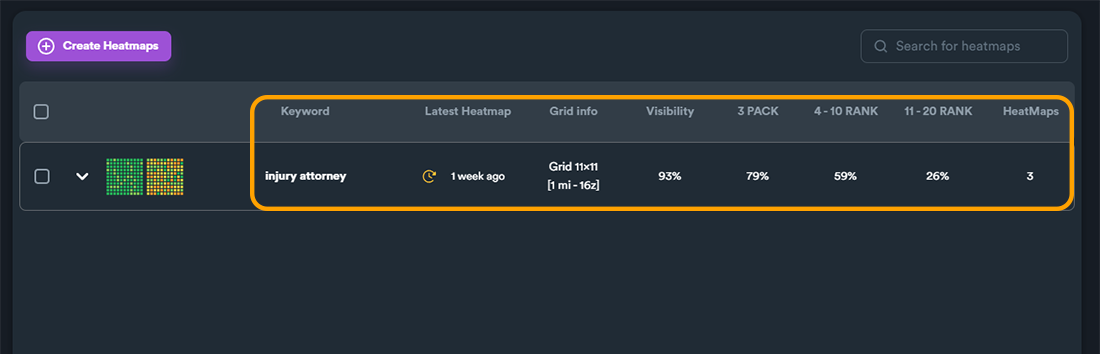 Create Heatmaps
Search for heatmaps
Keyword Latest Heatmap Grid info Visibility 3 PACK 4 - 10 RANK 11 - 20 RANK HeatMaps
injury attorney 1 week ago Grid 11×11 93% 79% 59% 26% 3
[1 mi - 16z]